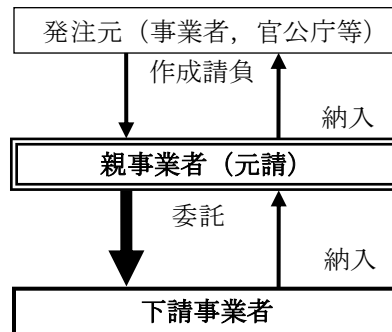 発注元（事業者，官公庁等）
作成請負
納入
親事業者（元請）
委託
納入
下請事業者